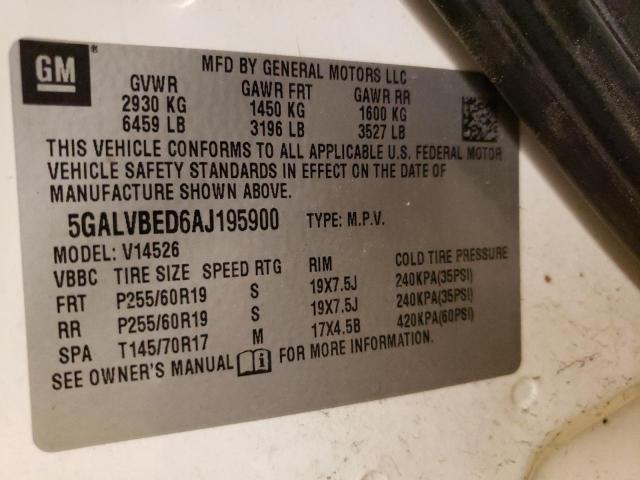 GM ®
MFD BY GENERAL MOTORS LLC
GVWR GAWR FRT GAWR RR
2930 KG 1450 KG 1600 KG
6459 LB 3196 LB 3527 LB
THIS VEHICLE CONFORMS TO ALL APPLICABLE U.S. FEDERAL MOTOR
VEHICLE SAFETY STANDARDS IN EFFECT ON THE DATE OF
MANUFACTURE SHOWN ABOVE.
5GALVBED6AJ195900 TYPE: M.P.V.
MODEL: V14526
VBBC TIRE SIZE SPEED RTG RIM COLD TIRE PRESSURE
FRT P255/60R19 S 19X7.5J 240KPA(35PSI)
RR P255/60R19 S 19X7.5J 240KPA(35PSI)
SPA T145/70R17 M 17X4.5B 420KPA(60PSI)
SEE OWNER'S MANUAL i FOR MORE INFORMATION.